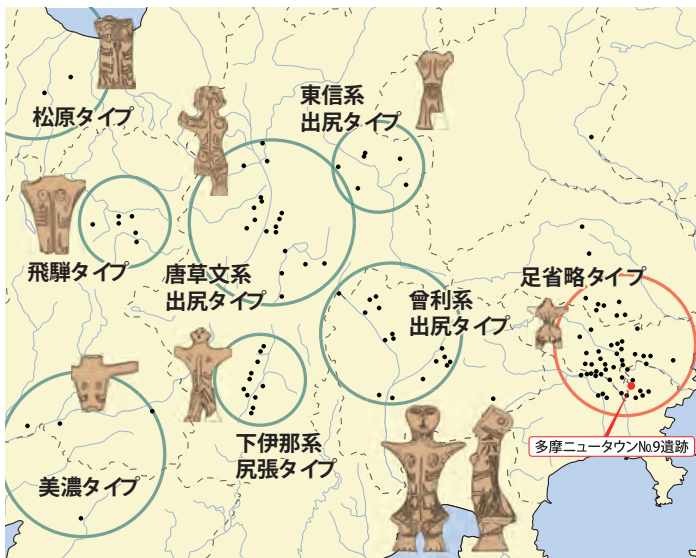 松原タイプ
東信系
出尻タイプ
飛騨タイプ
唐草文系
出尻タイプ
曾利系
出尻タイプ
足省略タイプ
下伊那系
尻張タイプ
美濃タイプ
多摩ニュータウン№9遺跡